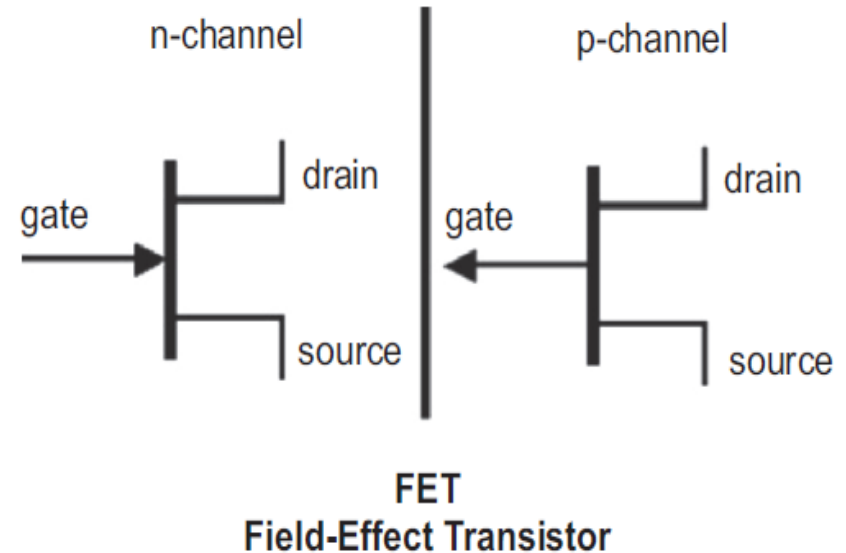 n-channel
p-channel
gate
drain
source
gate
drain
source
FET
Field-Effect Transistor